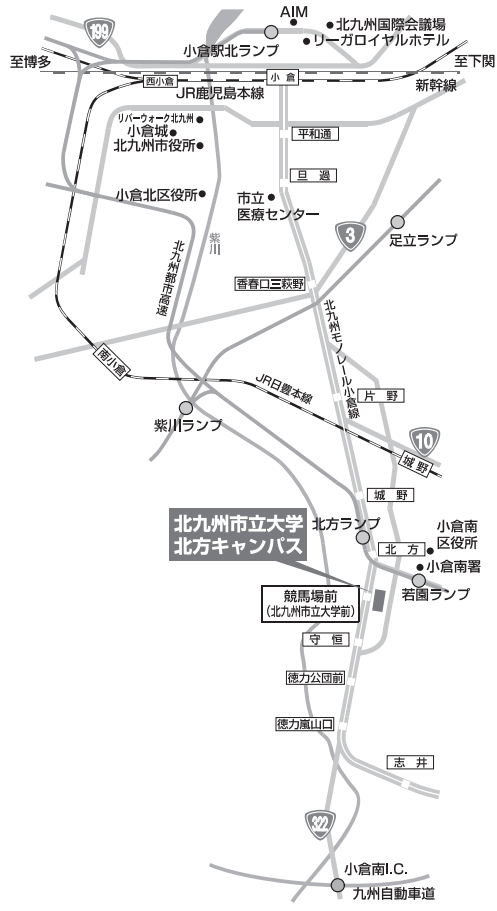 AIM
199
北九州国際会議場
リーガロイヤルホテル
小倉駅北ランプ
至博多
至下関
西小倉
小倉
JR鹿児島本線
新幹線
リバーウォーク北九州
小倉城
北九州市役所
平和通
旦過
小倉北区役所
市立
医療センター
紫川
3
足立ランプ
北九州都市高速
香春口三萩野
北九州モノレール小倉線
南小倉
JR日豊本線
片野
紫川ランプ
10
城野
城野
北九州市立大学
北方キャンパス
北方ランプ
小倉南
区役所
北方
小倉南署
若園ランプ
競馬場前
(北九州市立大学前)
守恒
徳力公団前
徳力嵐山口
志井
322
小倉南I.C.
九州自動車道